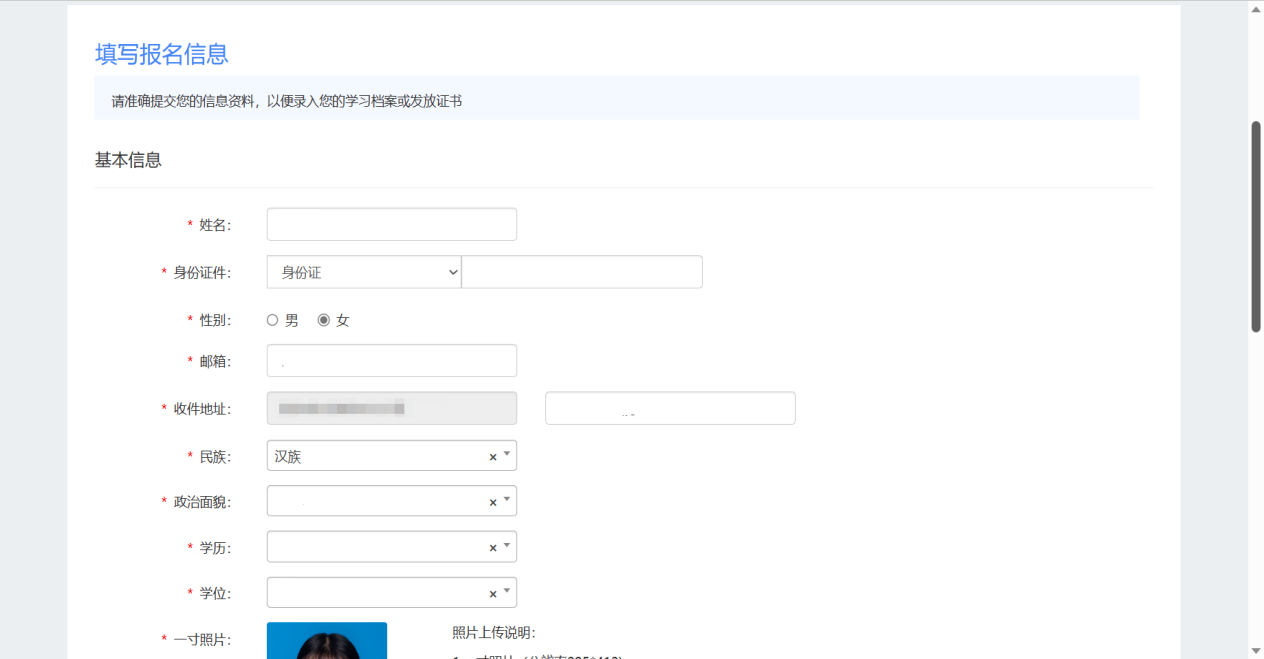 填写报名信息
请准确提交您的信息资料，以便录入您的学习档案或发放证书
基本信息
* 姓名：
* 身份证件： 身份证
* 性别： 男 女
* 邮箱：
* 收件地址：
* 民族： 汉族 ×
* 政治面貌： ×
* 学历： ×
* 学位： ×
* 一寸照片： 照片上传说明：